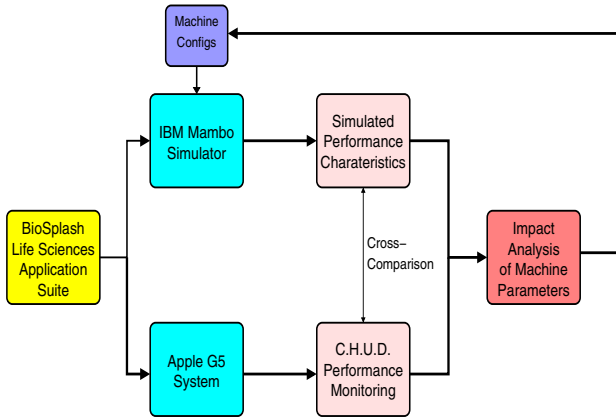 Machine
Configs
IBM Mambo
Simulator
Simulated
Performance
Charateristics
BioSplash
Life Sciences
Application
Suite
Cross-
Comparison
Impact
Analysis
of Machine
Parameters
Apple G5
System
C.H.U.D.
Performance
Monitoring